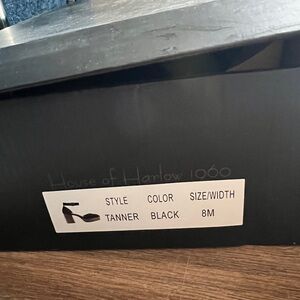 House of Harlow 1960
STYLE COLOR SIZE/WIDTH
TANNER BLACK 8M